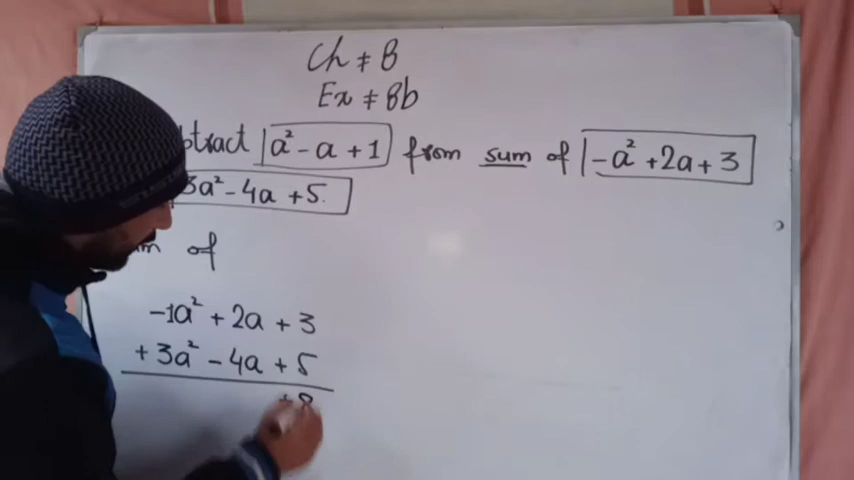 Ch # 8
Ex # 8b
btract a² - a + 1 from sum of -a² + 2a + 3
3a² - 4a + 5.
m of
-1a² + 2a + 3
+ 3a² - 4a + 5
+ 8